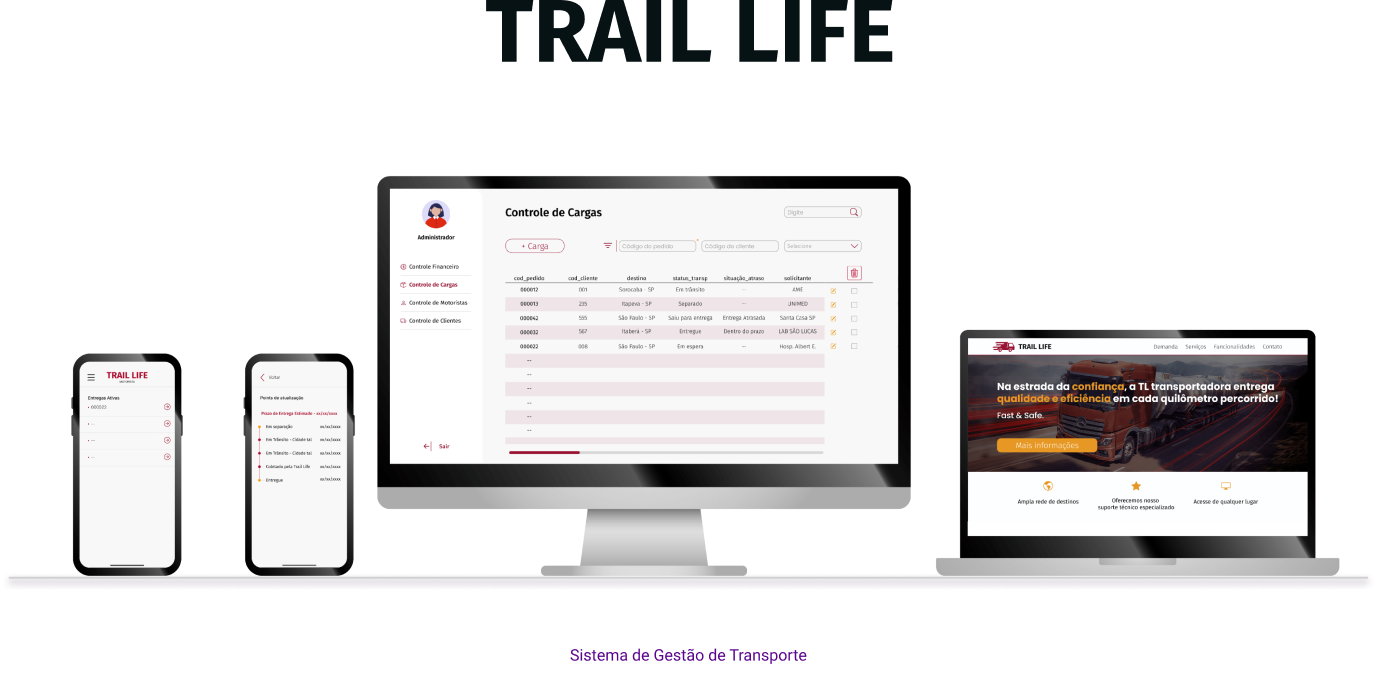 TRAIL LIFE
TRAIL LIFE
Entregas Ativas
Voltar
Ponto de atualização
Prazo de Entrega Estimado - xx/xx/xxxx
Em separação xx/xx/xxxx
Em Trânsito - Cidade tal xx/xx/xxxx
Em Trânsito - Cidade tal xx/xx/xxxx
Coletado pela Trail Life xx/xx/xxxx
Entregue xx/xx/xxxx
Administrador
Controle Financeiro
Controle de Cargas
Controle de Motoristas
Controle de Clientes
Sair
Controle de Cargas
Digite
+ Carga
Código do pedido
Código do cliente
Selecione
cod_pedido cod_cliente destino status_transp situação_atraso solicitante
000012 001 Sorocaba - SP Em trânsito -- AME
000013 235 Itapeva - SP Separado -- UNIMED
000042 555 São Paulo - SP Saiu para entrega Entrega Atrasada Santa Casa SP
000032 567 Itaberá - SP Entregue Dentro do prazo LAB SÃO LUCAS
000022 008 São Paulo - SP Em espera -- Hosp. Albert E.
--
--
--
--
--
--
TRAIL LIFE
Demanda Serviços Funcionalidades Contato
Na estrada da confiança, a TL transportadora entrega
qualidade e eficiência em cada quilômetro percorrido!
Fast & Safe.
Mais informações
Ampla rede de destinos
Oferecemos nosso
suporte técnico especializado
Acesse de qualquer lugar
Sistema de Gestão de Transporte